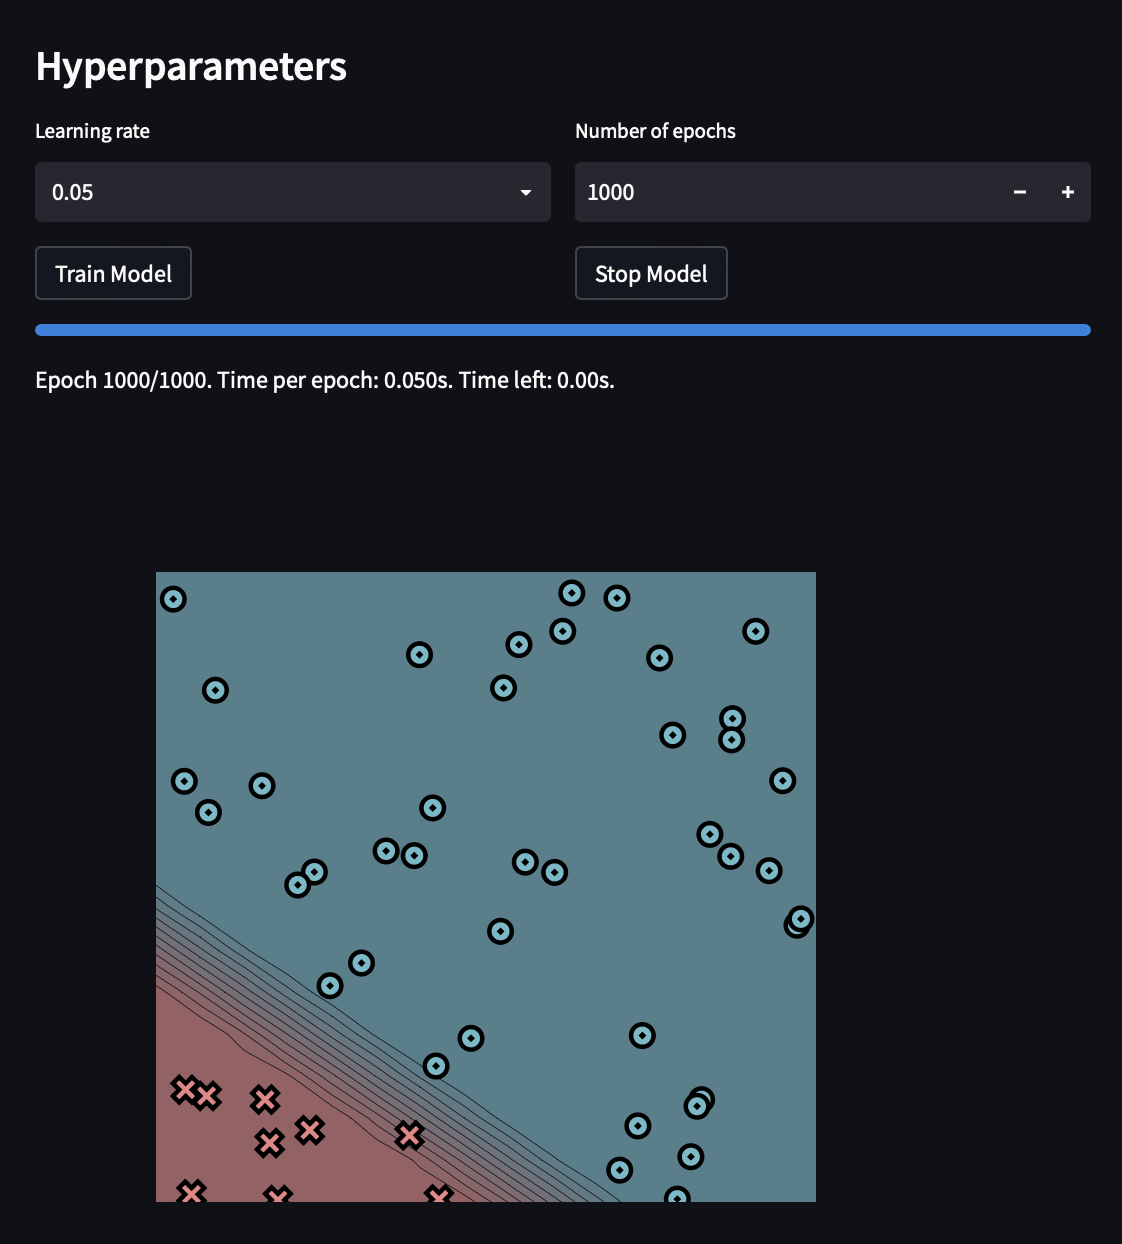 Hyperparameters
Learning rate
Number of epochs
0.05
1000
Train Model
Stop Model
Epoch 1000/1000. Time per epoch: 0.050s. Time left: 0.00s.